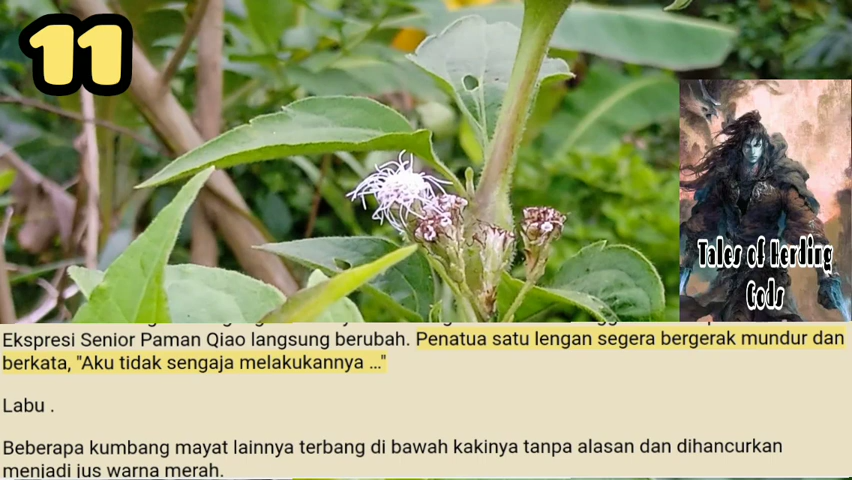 11
Tales of Herding
Gods
Ekspresi Senior Paman Qiao langsung berubah. Penatua satu lengan segera bergerak mundur dan
berkata, "Aku tidak sengaja melakukannya ..."
Labu .
Beberapa kumbang mayat lainnya terbang di bawah kakinya tanpa alasan dan dihancurkan
menjadi jus warna merah.